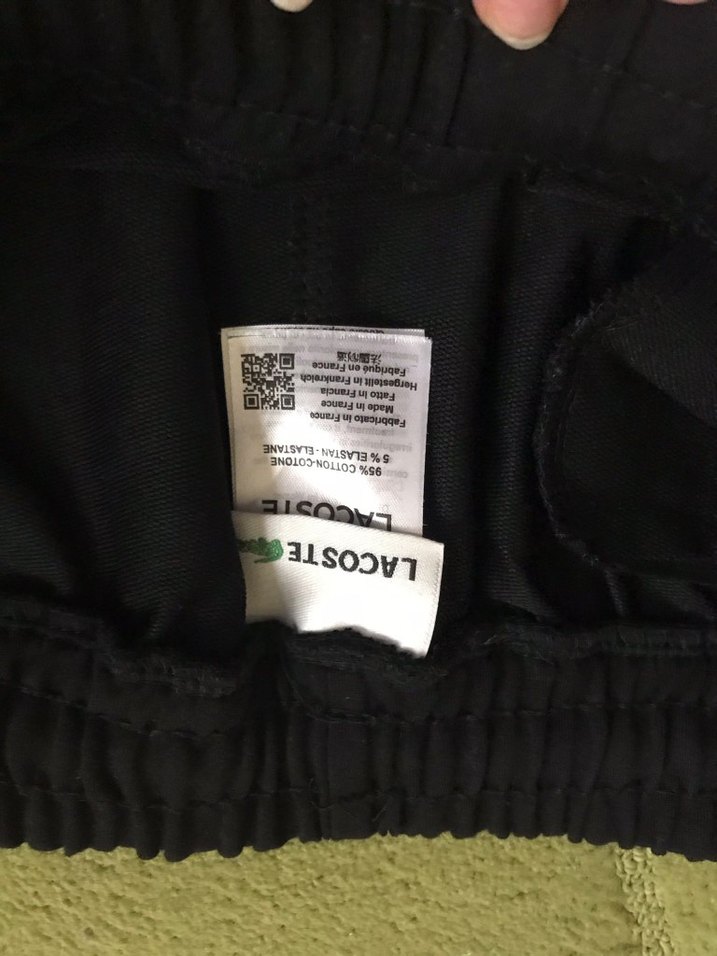 LACOSTE
LACOSTE
95% COTTON-COTONE
5 % ELASTAN - ELASTANE
Fabbricato in France
Made in France
Fatto in Francia
Hergestellt in Frankreich
Fabriqué en France